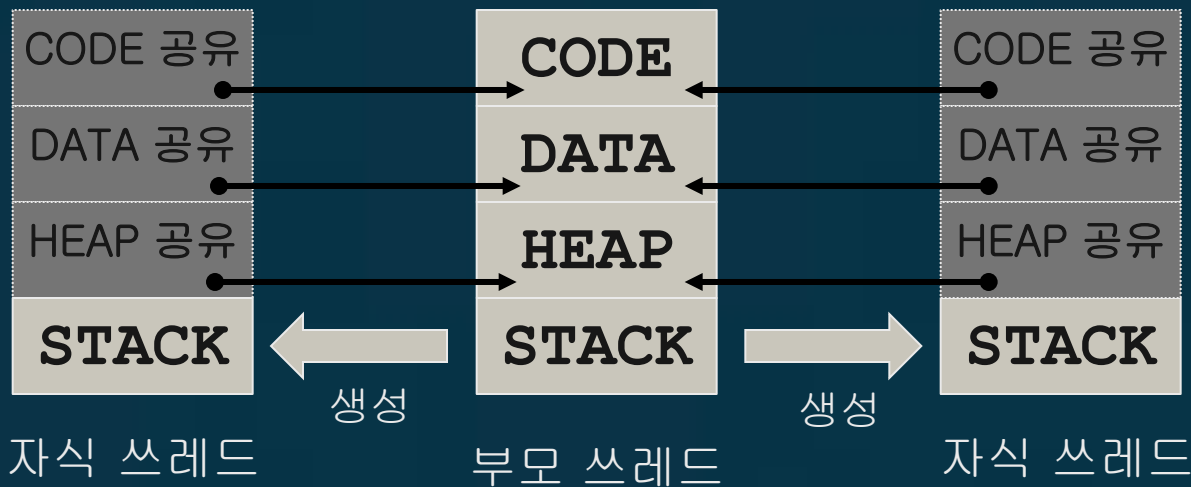 CODE 공유
DATA 공유
HEAP 공유
STACK
자식 쓰레드
생성
CODE
DATA
HEAP
STACK
부모 쓰레드
생성
CODE 공유
DATA 공유
HEAP 공유
STACK
자식 쓰레드